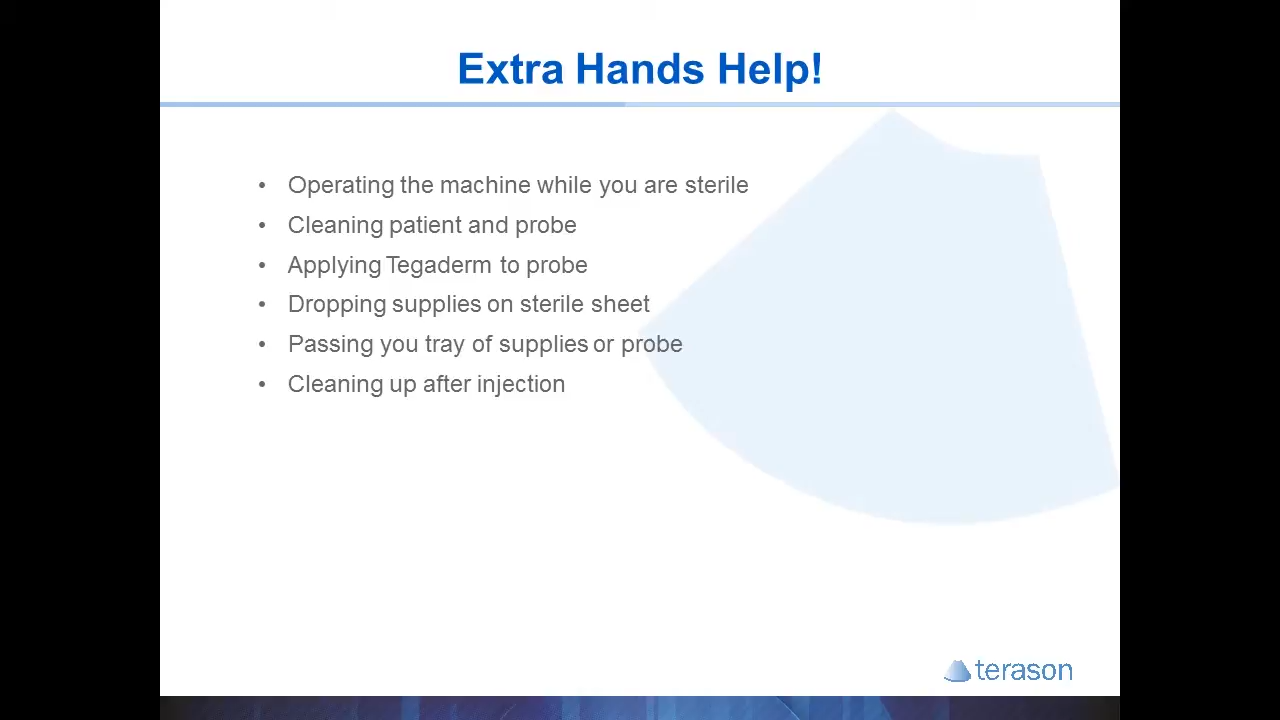 Extra Hands Help!
• Operating the machine while you are sterile
• Cleaning patient and probe
• Applying Tegaderm to probe
• Dropping supplies on sterile sheet
• Passing you tray of supplies or probe
• Cleaning up after injection
terason